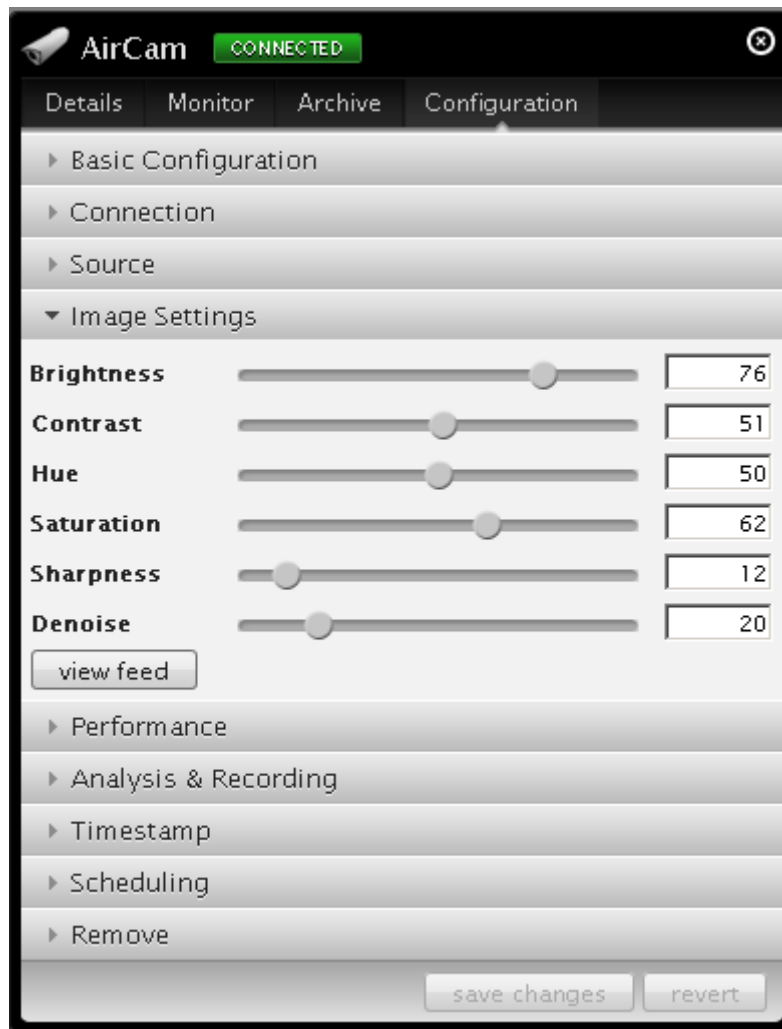 AirCam CONNECTED
Details Monitor Archive Configuration
Basic Configuration
Connection
Source
Image Settings
Brightness 76
Contrast 51
Hue 50
Saturation 62
Sharpness 12
Denoise 20
view feed
Performance
Analysis & Recording
Timestamp
Scheduling
Remove
save changes revert